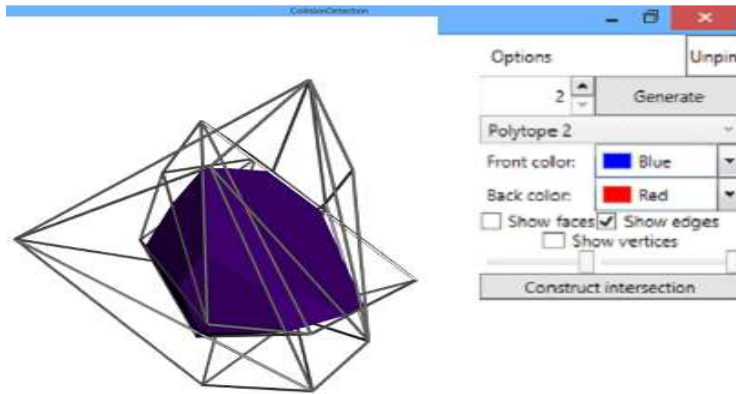 CollisionDetection
Options Unpin
2 Generate
Polytope 2
Front color: Blue
Back color: Red
Show faces Show edges
Show vertices
Construct intersection